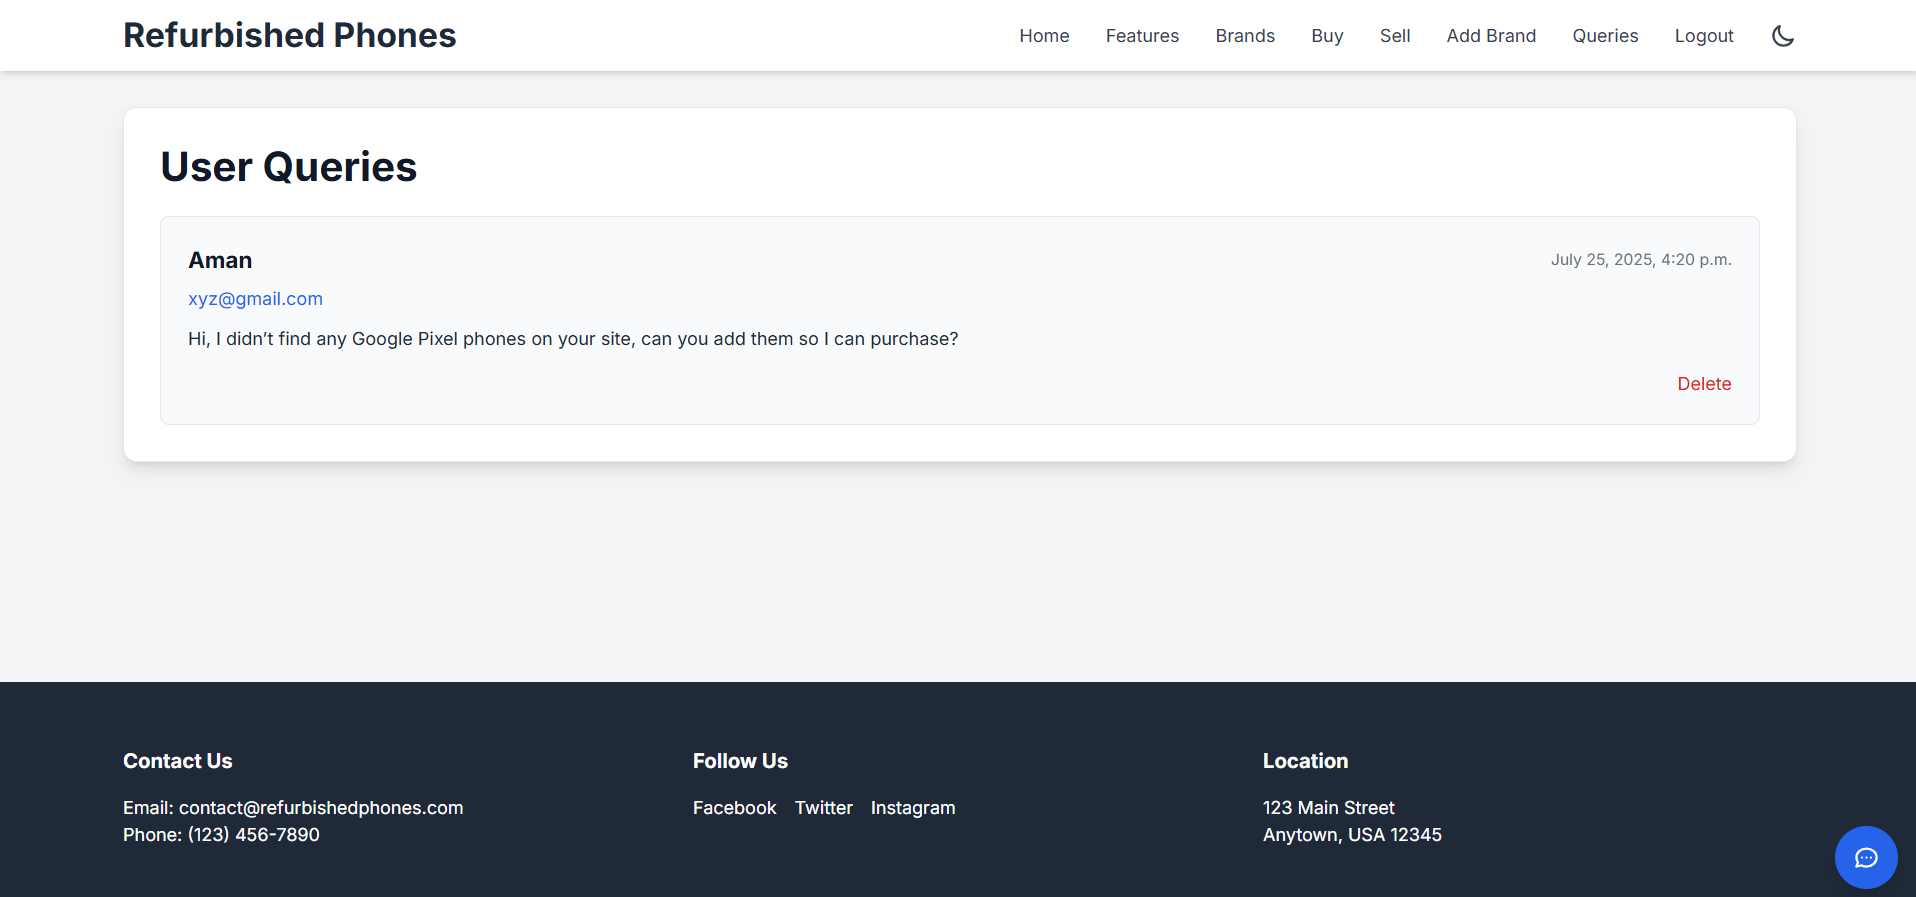 Refurbished Phones
Home Features Brands Buy Sell Add Brand Queries Logout
User Queries
Aman
July 25, 2025, 4:20 p.m.
xyz@gmail.com
Hi, I didn’t find any Google Pixel phones on your site, can you add them so I can purchase?
Delete
Contact Us
Email: contact@refurbishedphones.com
Phone: (123) 456-7890
Follow Us
Facebook Twitter Instagram
Location
123 Main Street
Anytown, USA 12345